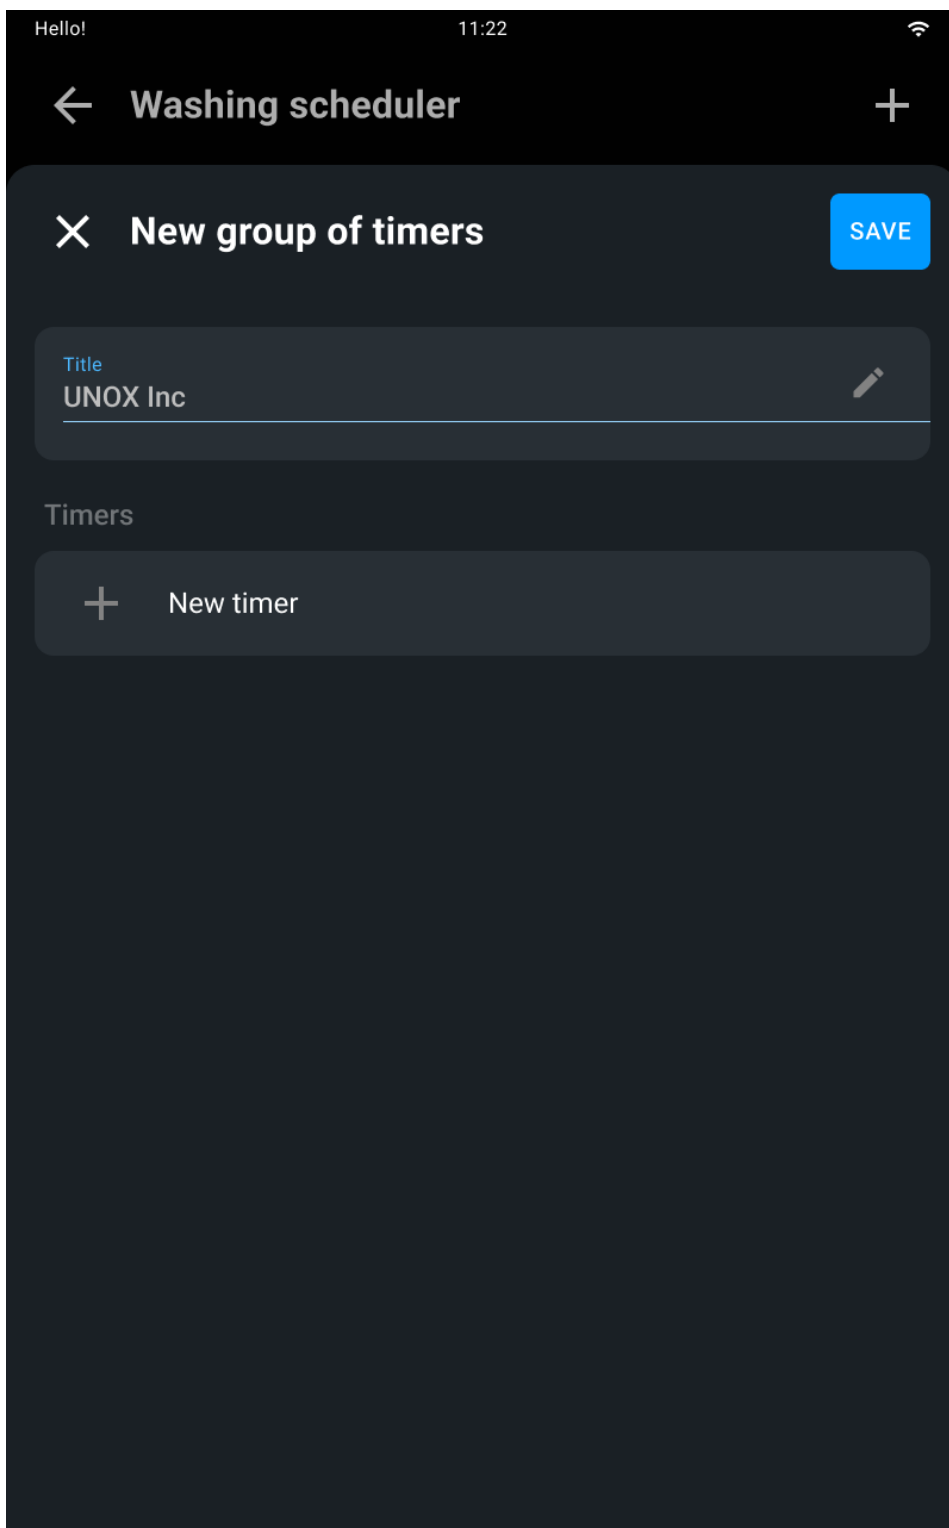 Hello! 11:22
Washing scheduler
New group of timers SAVE
Title
UNOX Inc
Timers
New timer